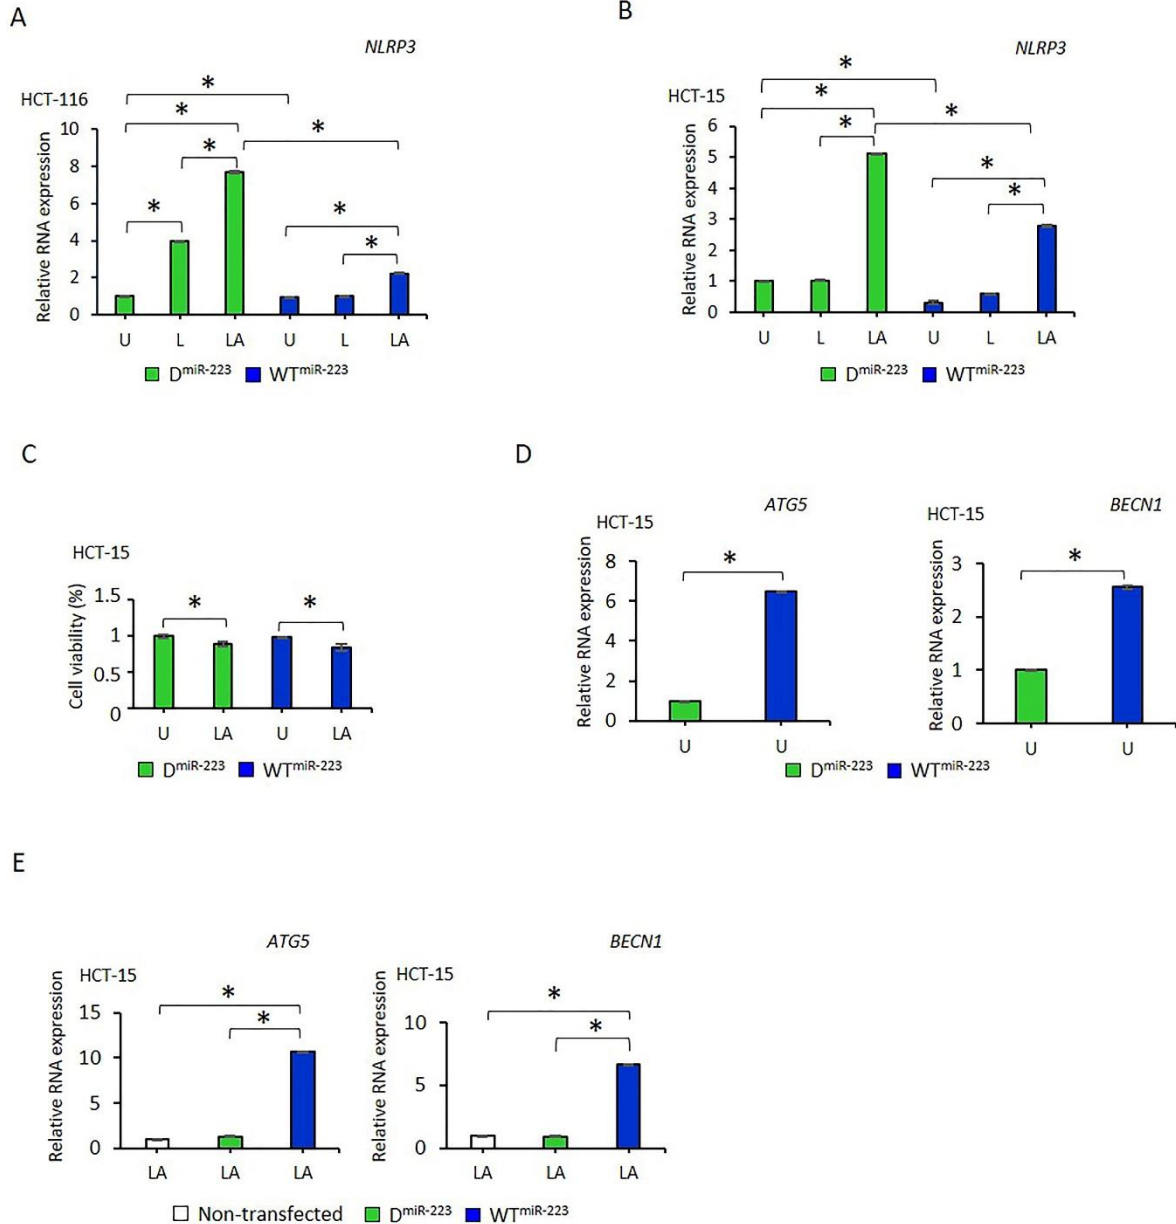 A
NLRP3
HCT-116
Relative RNA expression
10
8
6
4
2
0
*
*
*
*
*
*
*
U L LA U L LA
DmiR-223 WTmiR-223
B
NLRP3
HCT-15
Relative RNA expression
6
5
4
3
2
1
0
*
*
*
*
*
*
U L LA U L LA
DmiR-223 WTmiR-223
C
HCT-15
Cell viability (%)
1.5
1
0.5
0
*
*
U LA U LA
DmiR-223 WTmiR-223
D
HCT-15
ATG5
Relative RNA expression
8
6
4
2
0
*
U U
HCT-15
BECN1
Relative RNA expression
3
2
1
0
*
U U
DmiR-223 WTmiR-223
E
ATG5
HCT-15
Relative RNA expression
15
10
5
0
*
*
LA LA LA
BECN1
HCT-15
Relative RNA expression
10
5
0
*
*
LA LA LA
Non-transfected DmiR-223 WTmiR-223